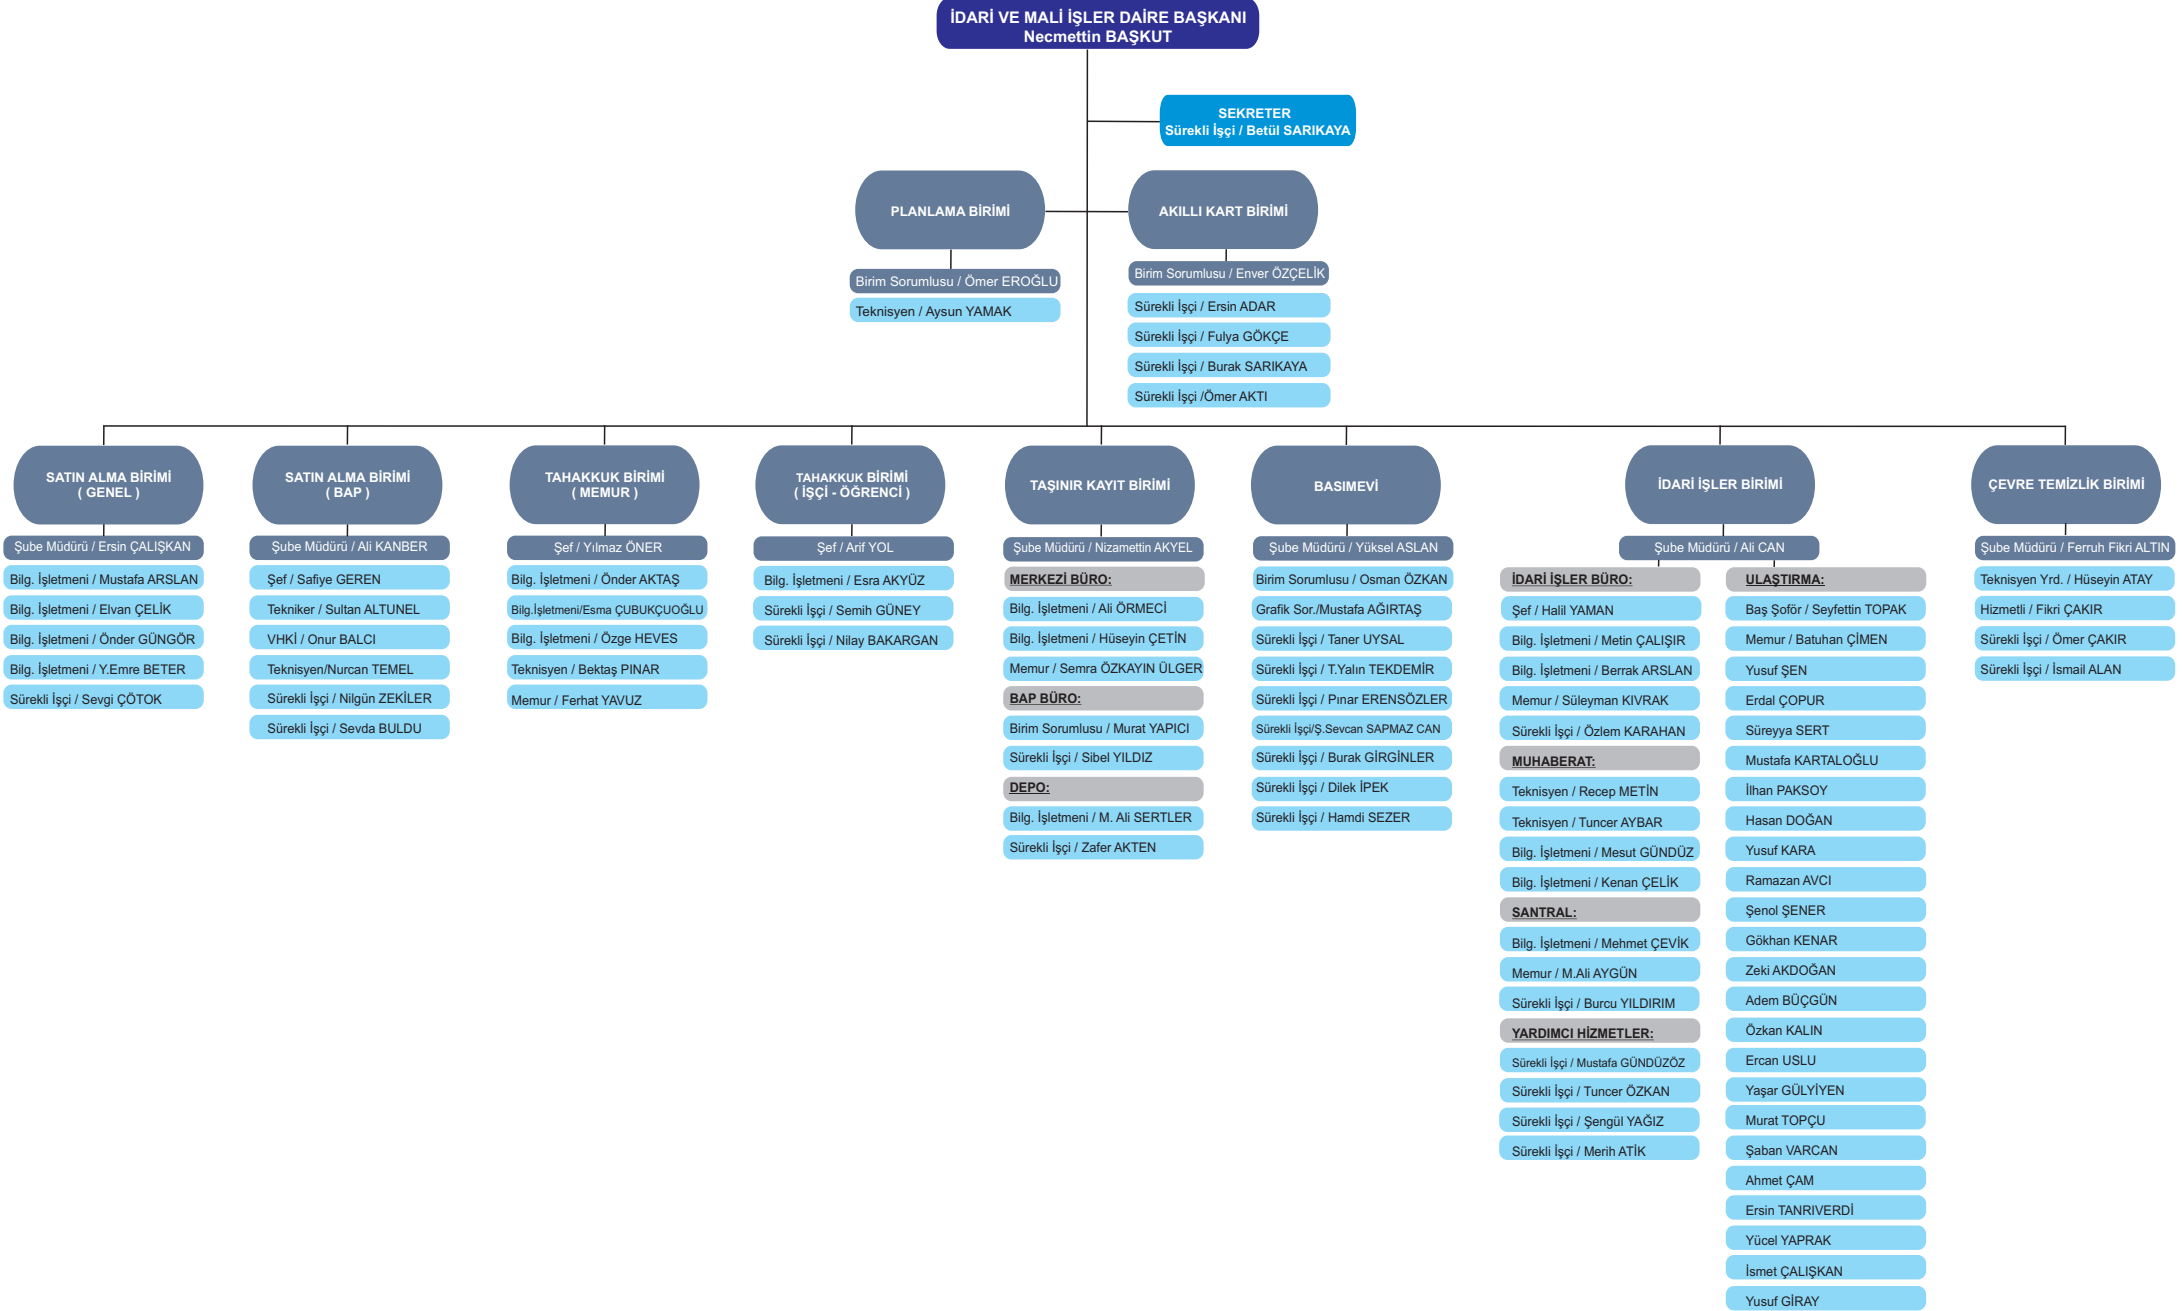 İDARİ VE MALİ İŞLER DAİRE BAŞKANI
Necmettin BAŞKUT
SEKRETER
Sürekli İşçi / Betül SARIKAYA
PLANLAMA BİRİMİ
Birim Sorumlusu / Ömer EROĞLU
Teknisyen / Aysun YAMAK
AKILLI KART BİRİMİ
Birim Sorumlusu / Enver ÖZÇELİK
Sürekli İşçi / Ersin ADAR
Sürekli İşçi / Fulya GÖKÇE
Sürekli İşçi / Burak SARIKAYA
Sürekli İşçi /Ömer AKTI
SATIN ALMA BİRİMİ
( GENEL )
Şube Müdürü / Ersin ÇALIŞKAN
Bilg. İşletmeni / Mustafa ARSLAN
Bilg. İşletmeni / Elvan ÇELİK
Bilg. İşletmeni / Önder GÜNGÖR
Bilg. İşletmeni / Y.Emre BETER
Sürekli İşçi / Sevgi ÇÖTOK
SATIN ALMA BİRİMİ
( BAP )
Şube Müdürü / Ali KANBER
Şef / Safiye GEREN
Tekniker / Sultan ALTUNEL
VHKİ / Onur BALCI
Teknisyen/Nurcan TEMEL
Sürekli İşçi / Nilgün ZEKİLER
Sürekli İşçi / Sevda BULDU
TAHAKKUK BİRİMİ
( MEMUR )
Şef / Yılmaz ÖNER
Bilg. İşletmeni / Önder AKTAŞ
Bilg.İşletmeni/Esma ÇUBUKÇUOĞLU
Bilg. İşletmeni / Özge HEVES
Teknisyen / Bektaş PINAR
Memur / Ferhat YAVUZ
TAHAKKUK BİRİMİ
( İŞÇİ - ÖĞRENCİ )
Şef / Arif YOL
Bilg. İşletmeni / Esra AKYÜZ
Sürekli İşçi / Semih GÜNEY
Sürekli İşçi / Nilay BAKARGAN
TAŞINIR KAYIT BİRİMİ
Şube Müdürü / Nizamettin AKYEL
MERKEZİ BÜRO:
Bilg. İşletmeni / Ali ÖRMECİ
Bilg. İşletmeni / Hüseyin ÇETİN
Memur / Semra ÖZKAYIN ÜLGER
BAP BÜRO:
Birim Sorumlusu / Murat YAPICI
Sürekli İşçi / Sibel YILDIZ
DEPO:
Bilg. İşletmeni / M. Ali SERTLER
Sürekli İşçi / Zafer AKTEN
BASIMEVİ
Şube Müdürü / Yüksel ASLAN
Birim Sorumlusu / Osman ÖZKAN
Grafik Sor./Mustafa AĞIRTAŞ
Sürekli İşçi / Taner UYSAL
Sürekli İşçi / T.Yalın TEKDEMİR
Sürekli İşçi / Pınar ERENSÖZLER
Sürekli İşçi/Ş.Sevcan SAPMAZ CAN
Sürekli İşçi / Burak GİRGİNLER
Sürekli İşçi / Dilek İPEK
Sürekli İşçi / Hamdi SEZER
İDARİ İŞLER BİRİMİ
Şube Müdürü / Ali CAN
İDARİ İŞLER BÜRO:
Şef / Halil YAMAN
Bilg. İşletmeni / Metin ÇALIŞIR
Bilg. İşletmeni / Berrak ARSLAN
Memur / Süleyman KIVRAK
Sürekli İşçi / Özlem KARAHAN
MUHABERAT:
Teknisyen / Recep METİN
Teknisyen / Tuncer AYBAR
Bilg. İşletmeni / Mesut GÜNDÜZ
Bilg. İşletmeni / Kenan ÇELİK
SANTRAL:
Bilg. İşletmeni / Mehmet ÇEVİK
Memur / M.Ali AYGÜN
Sürekli İşçi / Burcu YILDIRIM
YARDIMCI HİZMETLER:
Sürekli İşçi / Mustafa GÜNDÜZÖZ
Sürekli İşçi / Tuncer ÖZKAN
Sürekli İşçi / Şengül YAĞIZ
Sürekli İşçi / Merih ATİK
ULAŞTIRMA:
Baş Şoför / Seyfettin TOPAK
Memur / Batuhan ÇİMEN
Yusuf ŞEN
Erdal ÇOPUR
Süreyya SERT
Mustafa KARTALOĞLU
İlhan PAKSOY
Hasan DOĞAN
Yusuf KARA
Ramazan AVCI
Şenol ŞENER
Gökhan KENAR
Zeki AKDOĞAN
Adem BÜÇGÜN
Özkan KALIN
Ercan USLU
Yaşar GÜLYİYEN
Murat TOPÇU
Şaban VARCAN
Ahmet ÇAM
Ersin TANRIVERDİ
Yücel YAPRAK
İsmet ÇALIŞKAN
Yusuf GİRAY
ÇEVRE TEMİZLİK BİRİMİ
Şube Müdürü / Ferruh Fikri ALTIN
Teknisyen Yrd. / Hüseyin ATAY
Hizmetli / Fikri ÇAKIR
Sürekli İşçi / Ömer ÇAKIR
Sürekli İşçi / İsmail ALAN